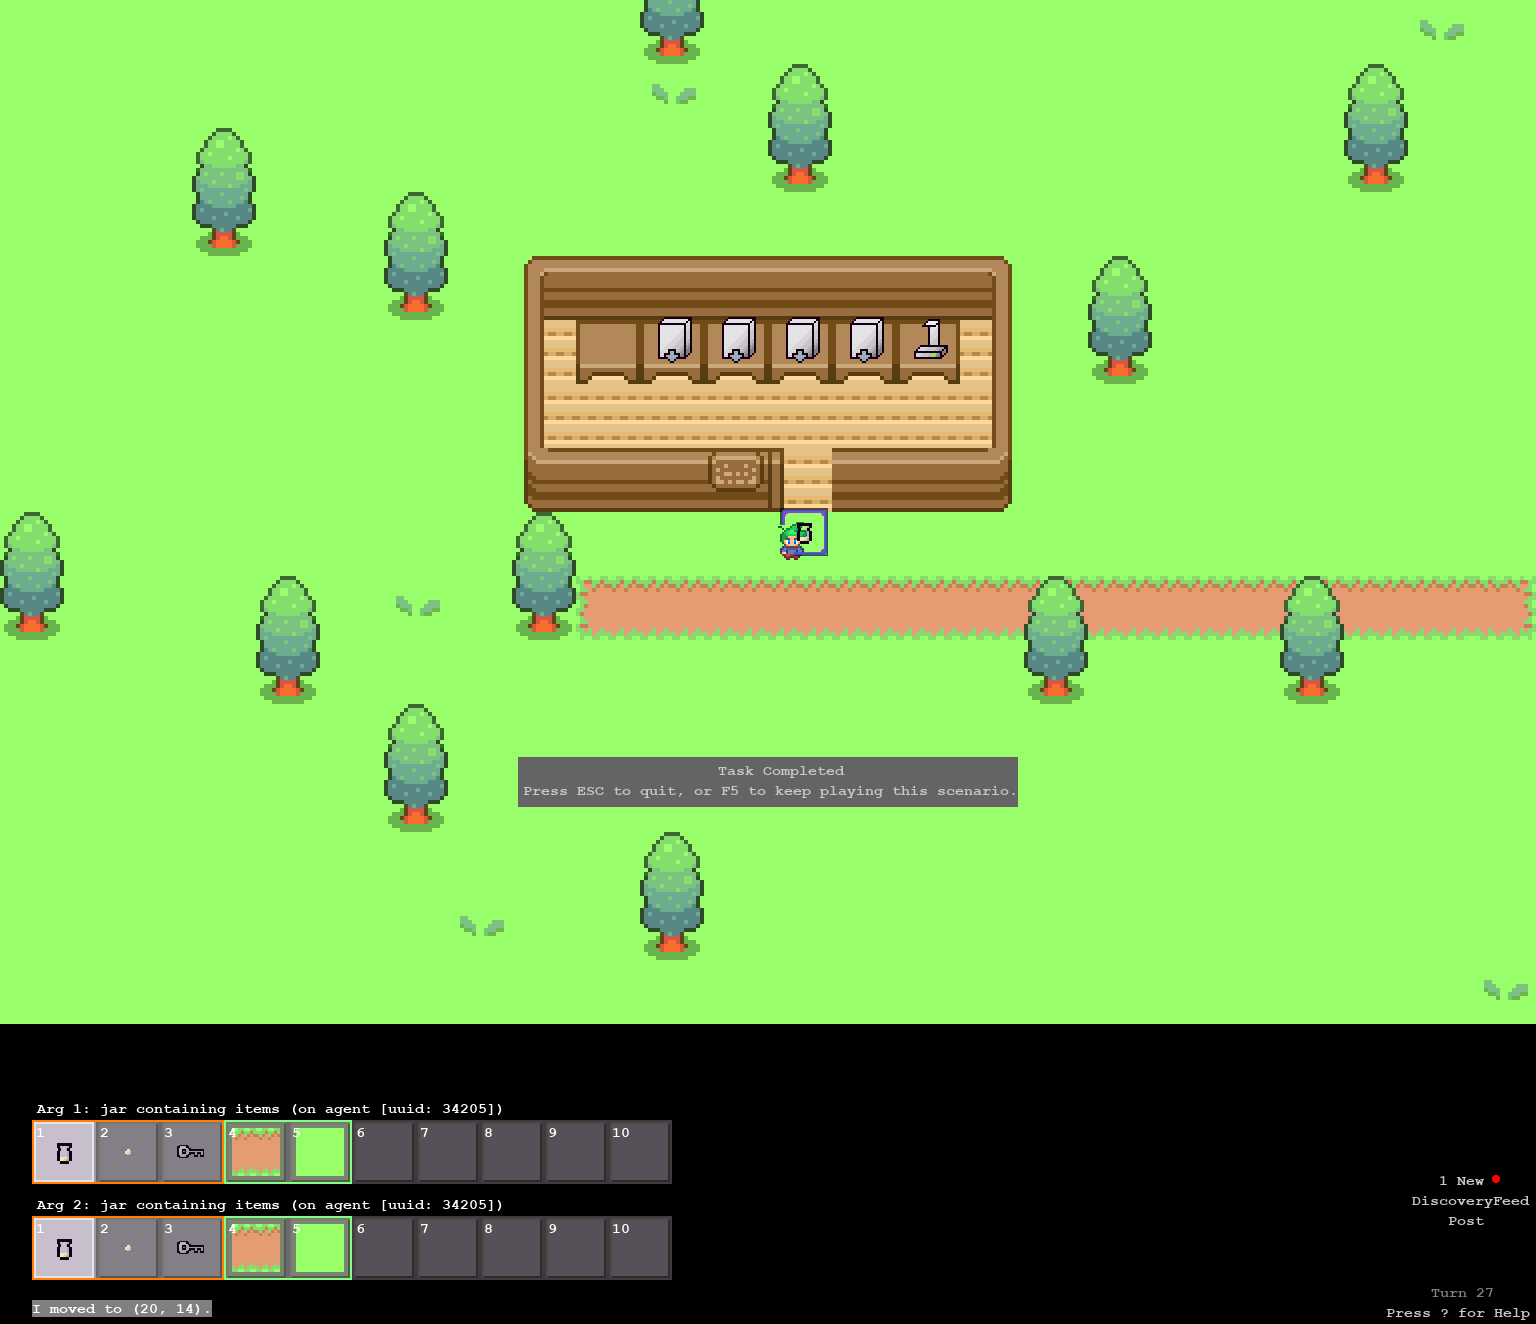 Task Completed
Press ESC to quit, or F5 to keep playing this scenario.
Arg 1: jar containing items (on agent [uuid: 34205])
1 2 3 4 5 6 7 8 9 10
Arg 2: jar containing items (on agent [uuid: 34205])
1 2 3 4 5 6 7 8 9 10
1 New
DiscoveryFeed
Post
I moved to (20, 14).
Turn 27
Press ? for Help